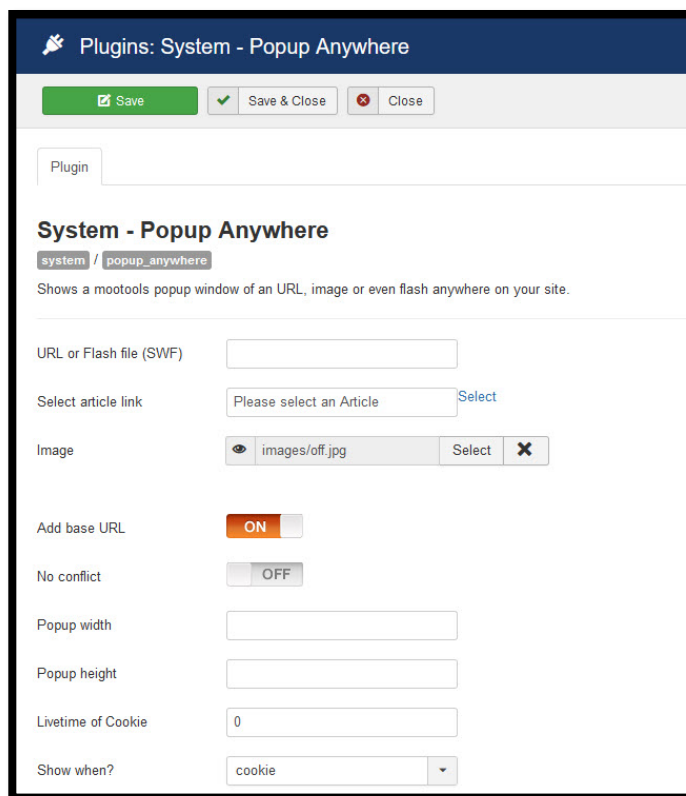 Plugins: System - Popup Anywhere
Save Save & Close Close
Plugin
System - Popup Anywhere
system / popup_anywhere
Shows a mootools popup window of an URL, image or even flash anywhere on your site.
URL or Flash file (SWF)
Select article link Please select an Article Select
Image images/off.jpg Select
Add base URL ON
No conflict OFF
Popup width
Popup height
Livetime of Cookie 0
Show when? cookie